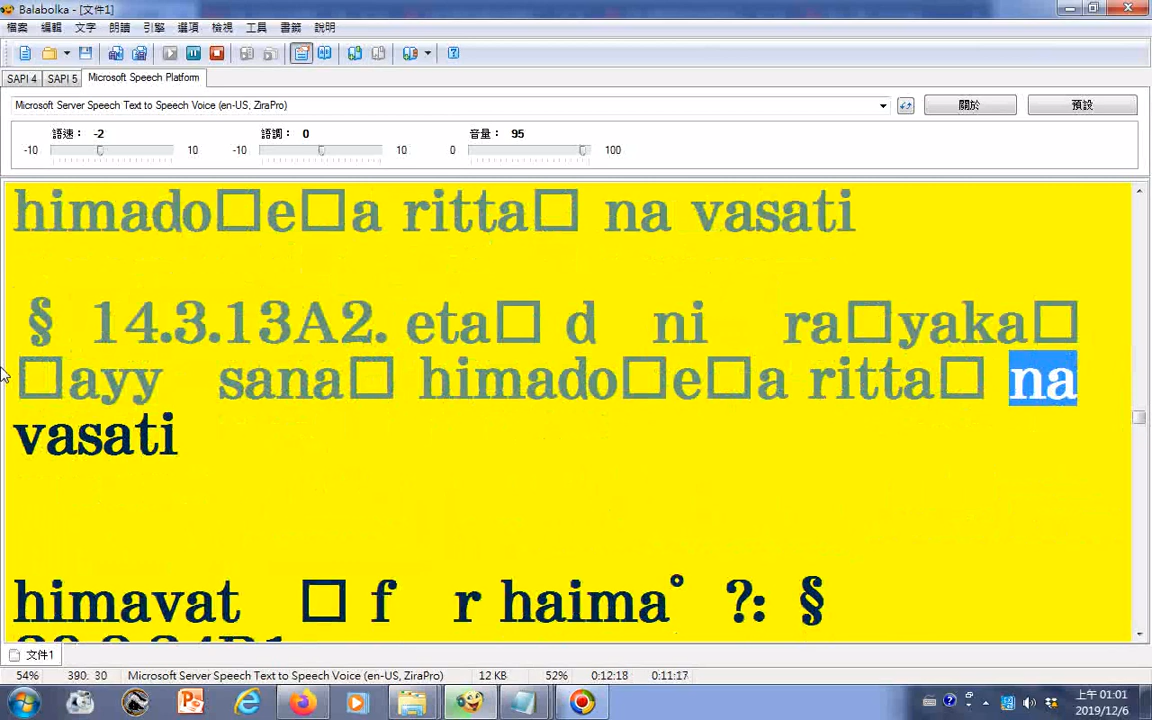 Balabolka - [文件1]
檔案 編輯 文字 朗讀 引擎 選項 檢視 工具 書籤 說明
SAPI 4 SAPI 5 Microsoft Speech Platform
Microsoft Server Speech Text to Speech Voice (en-US, ZiraPro) 關於 預設
語速： -2 語調： 0 音量： 95
-10 10 -10 10 0 100
himado□e□a ritta□ na vasati
§ 14.3.13A2. eta□ d ni ra□yaka□
□ayy sana□ himado□e□a ritta□ na
vasati
himavat □ f r haima° ?: §
文件1
54% 390. 30 Microsoft Server Speech Text to Speech Voice (en-US, ZiraPro) 12 KB 52% 0:12:18 0:11:17
上午 01:01
2019/12/6